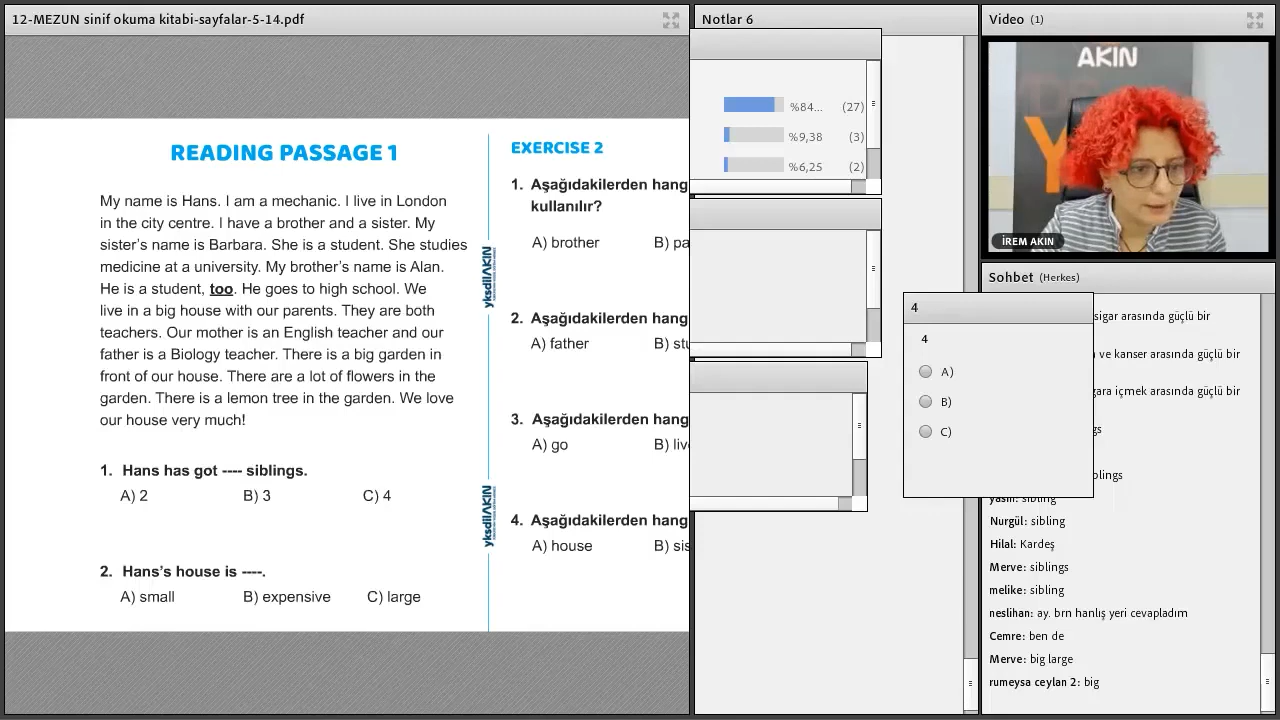 12-MEZUN sinif okuma kitabi-sayfalar-5-14.pdf
READING PASSAGE 1
My name is Hans. I am a mechanic. I live in London
in the city centre. I have a brother and a sister. My
sister's name is Barbara. She is a student. She studies
medicine at a university. My brother's name is Alan.
He is a student, too. He goes to high school. We
live in a big house with our parents. They are both
teachers. Our mother is an English teacher and our
father is a Biology teacher. There is a big garden in
front of our house. There are a lot of flowers in the
garden. There is a lemon tree in the garden. We love
our house very much!
1. Hans has got ---- siblings.
A) 2 B) 3 C) 4
2. Hans's house is ----.
A) small B) expensive C) large
yksdilAKIN
yksdilAKIN
EXERCISE 2
1. Aşağıdakilerden hang
kullanılır?
A) brother B) pa
2. Aşağıdakilerden hang
A) father B) stu
3. Aşağıdakilerden hang
A) go B) live
4. Aşağıdakilerden hang
A) house B) sis
Notlar 6
%84... (27)
%9,38 (3)
%6,25 (2)
4
4
A)
B)
C)
Video (1)
AKIN
İREM AKIN
Sohbet (Herkes)
sigar arasında güçlü bir
ve kanser arasında güçlü bir
gara içmek arasında güçlü bir
gs
blings
yasin: sibling
Nurgül: sibling
Hilal: Kardeş
Merve: siblings
melike: sibling
neslihan: ay. brn hanlış yeri cevapladım
Cemre: ben de
Merve: big large
rumeysa ceylan 2: big